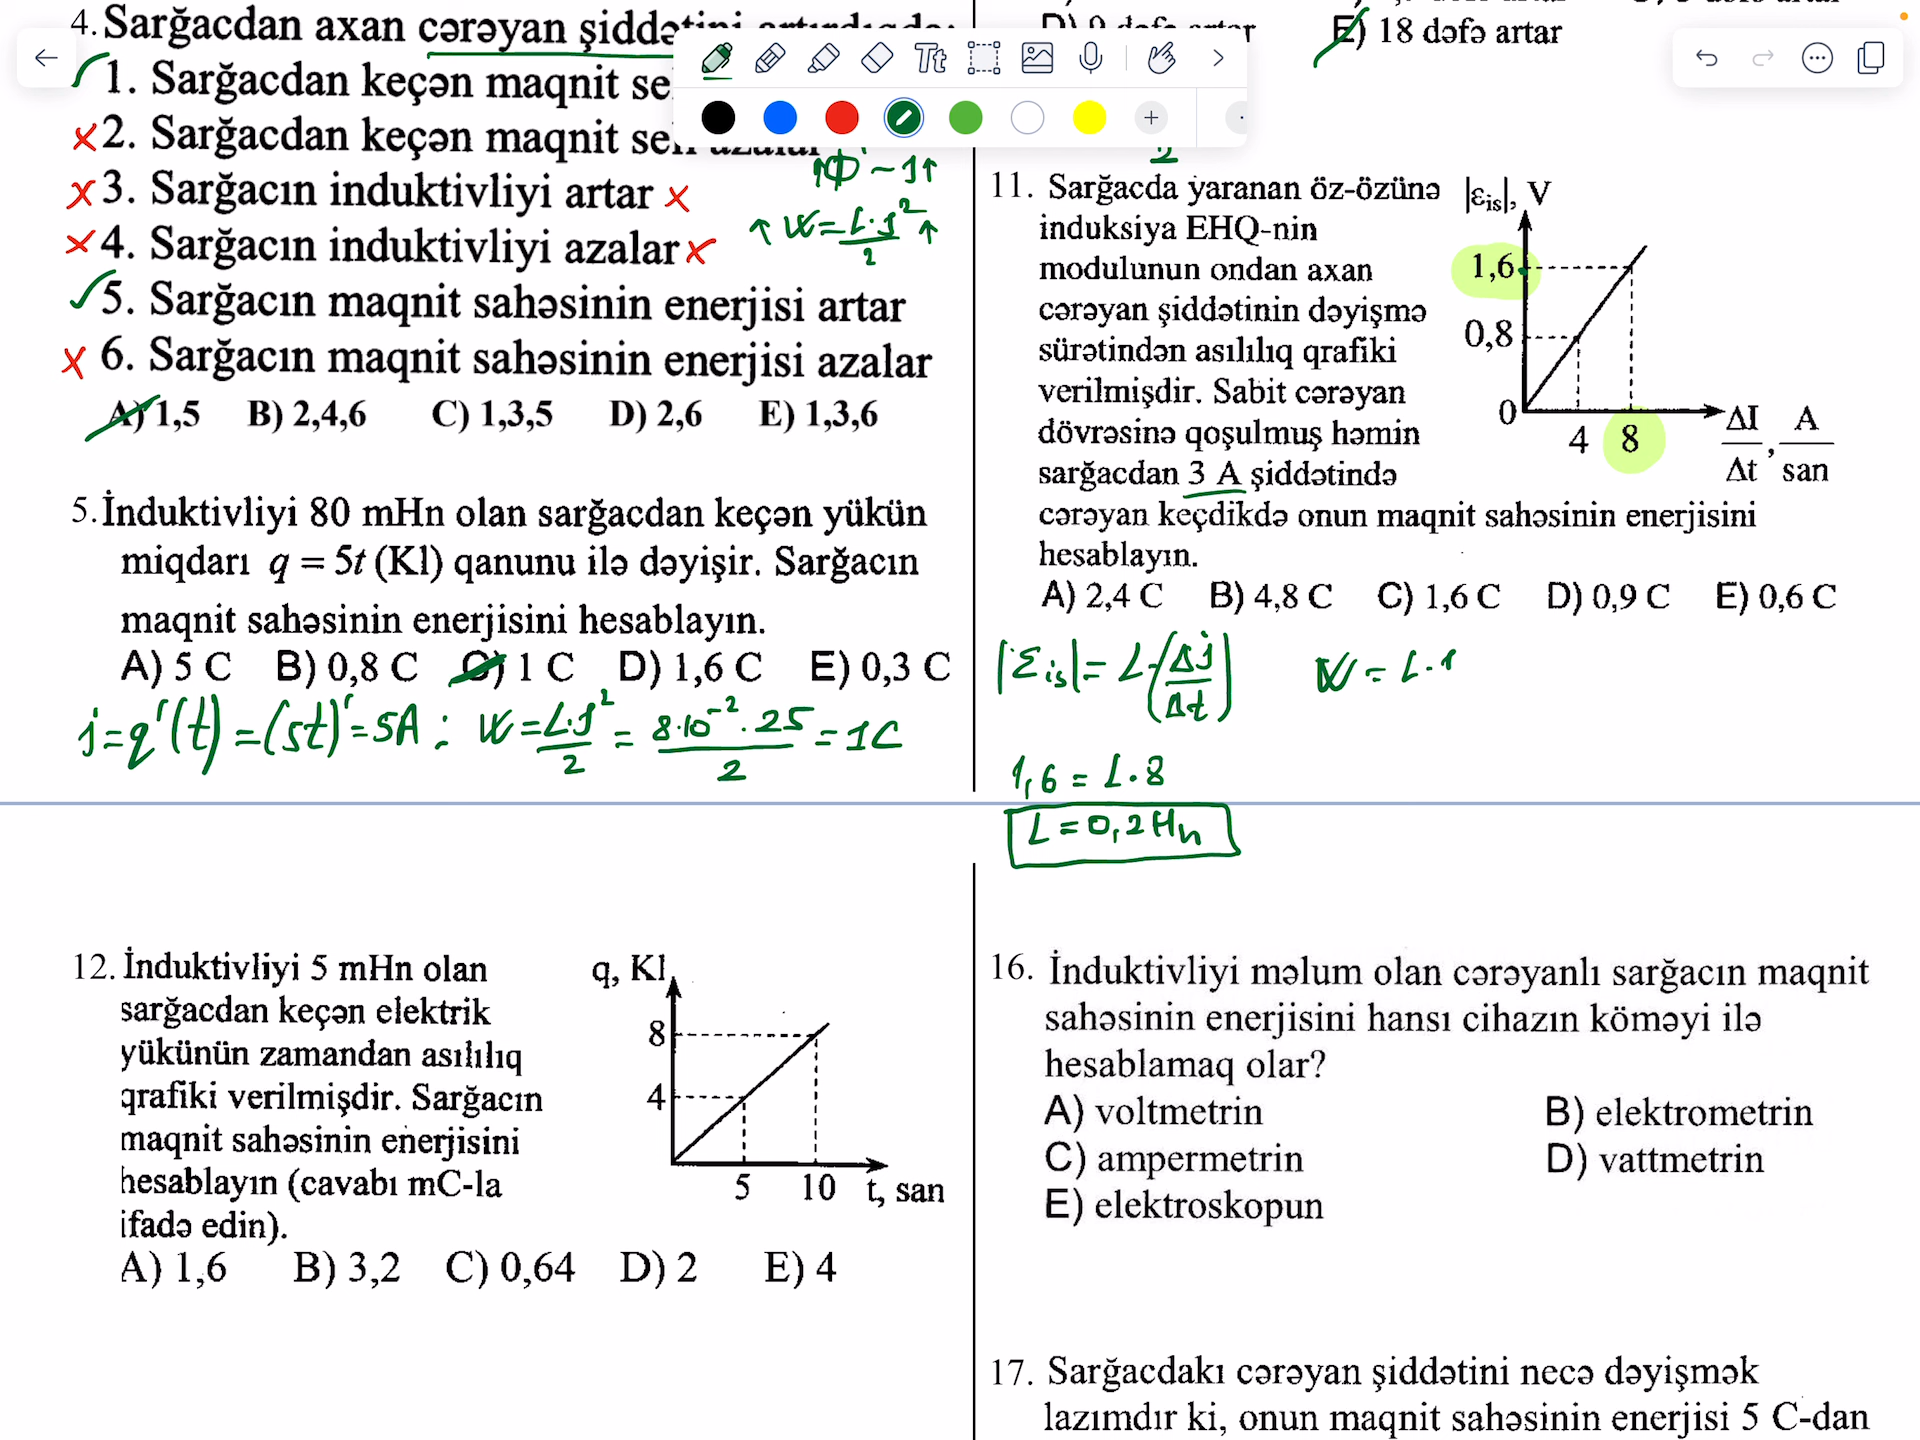 4. Sarğacdan axan cərəyan şiddətini
1. Sarğacdan keçən maqnit se
2. Sarğacdan keçən maqnit seli azalar
↑Φ ~ I↑
3. Sarğacın induktivliyi artar
↑ W = L·I² / 2 ↑
4. Sarğacın induktivliyi azalar
5. Sarğacın maqnit sahəsinin enerjisi artar
6. Sarğacın maqnit sahəsinin enerjisi azalar
A) 1,5 B) 2,4,6 C) 1,3,5 D) 2,6 E) 1,3,6
5. İnduktivliyi 80 mHn olan sarğacdan keçən yükün
miqdarı q = 5t (Kl) qanunu ilə dəyişir. Sarğacın
maqnit sahəsinin enerjisini hesablayın.
A) 5 C B) 0,8 C C) 1 C D) 1,6 C E) 0,3 C
i = q'(t) = (5t)' = 5A : W = L·I² / 2 = 8·10⁻²·25 / 2 = 1C
Tt
E) 18 dəfə artar
2
11. Sarğacda yaranan öz-özünə
induksiya EHQ-nin
modulunun ondan axan
cərəyan şiddətinin dəyişmə
sürətindən asılılıq qrafiki
verilmişdir. Sabit cərəyan
dövrəsinə qoşulmuş həmin
sarğacdan 3 A şiddətində
cərəyan keçdikdə onun maqnit sahəsinin enerjisini
hesablayın.
|εis|, V
1,6
0,8
0
4 8
ΔI/Δt, A/san
A) 2,4 C B) 4,8 C C) 1,6 C D) 0,9 C E) 0,6 C
|εis| = L·|Δi/Δt| W = L·1
1,6 = L·8
L = 0,2 Hn
12. İnduktivliyi 5 mHn olan
sarğacdan keçən elektrik
yükünün zamandan asılılıq
qrafiki verilmişdir. Sarğacın
maqnit sahəsinin enerjisini
hesablayın (cavabı mC-la
ifadə edin).
q, Kl
8
4
5 10 t, san
A) 1,6 B) 3,2 C) 0,64 D) 2 E) 4
16. İnduktivliyi məlum olan cərəyanlı sarğacın maqnit
sahəsinin enerjisini hansı cihazın köməyi ilə
hesablamaq olar?
A) voltmetrin B) elektrometrin
C) ampermetrin D) vattmetrin
E) elektroskopun
17. Sarğacdakı cərəyan şiddətini necə dəyişmək
lazımdır ki, onun maqnit sahəsinin enerjisi 5 C-dan